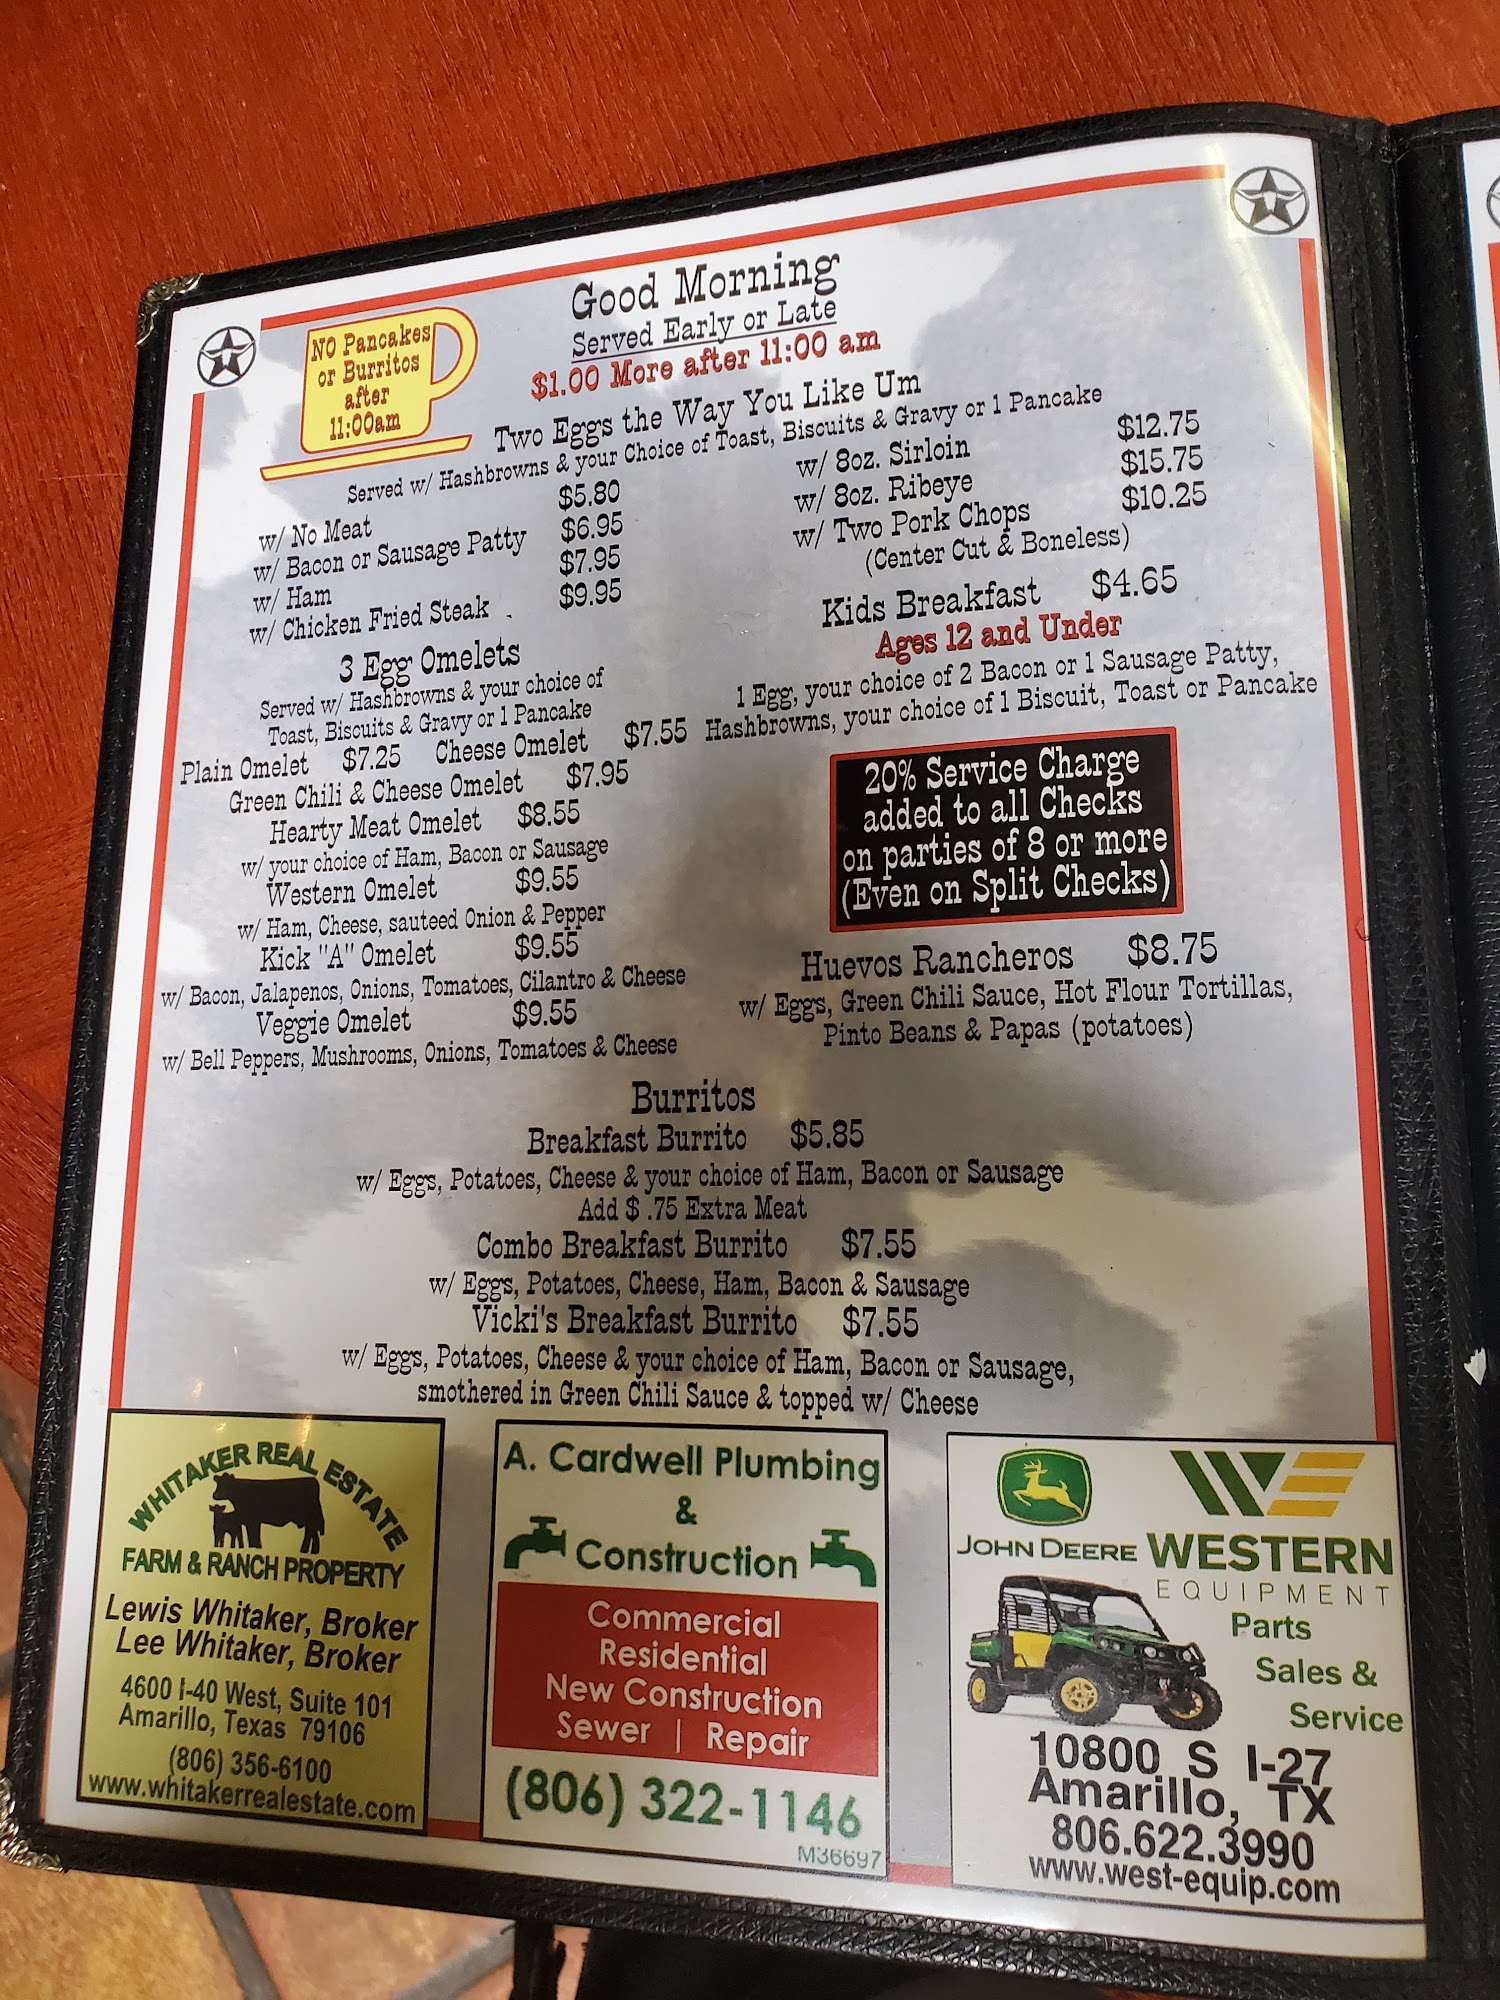 NO Pancakes
or Burritos
after
11:00am
Good Morning
Served Early or Late
$1.00 More after 11:00 am
Two Eggs the Way You Like Um
Served w/ Hashbrowns & your Choice of Toast, Biscuits & Gravy or 1 Pancake
w/ No Meat $5.80
w/ Bacon or Sausage Patty $6.95
w/ Ham $7.95
w/ Chicken Fried Steak $9.95
w/ 8oz. Sirloin $12.75
w/ 8oz. Ribeye $15.75
w/ Two Pork Chops $10.25
(Center Cut & Boneless)
Kids Breakfast $4.65
Ages 12 and Under
1 Egg, your choice of 2 Bacon or 1 Sausage Patty,
Hashbrowns, your choice of 1 Biscuit, Toast or Pancake
3 Egg Omelets
Served w/ Hashbrowns & your choice of
Toast, Biscuits & Gravy or 1 Pancake
Plain Omelet $7.25 Cheese Omelet $7.55
Green Chili & Cheese Omelet $7.95
Hearty Meat Omelet $8.55
w/ your choice of Ham, Bacon or Sausage
Western Omelet $9.55
w/ Ham, Cheese, sauteed Onion & Pepper
Kick "A" Omelet $9.55
w/ Bacon, Jalapenos, Onions, Tomatoes, Cilantro & Cheese
Veggie Omelet $9.55
w/ Bell Peppers, Mushrooms, Onions, Tomatoes & Cheese
20% Service Charge
added to all Checks
on parties of 8 or more
(Even on Split Checks)
Huevos Rancheros $8.75
w/ Eggs, Green Chili Sauce, Hot Flour Tortillas,
Pinto Beans & Papas (potatoes)
Burritos
Breakfast Burrito $5.85
w/ Eggs, Potatoes, Cheese & your choice of Ham, Bacon or Sausage
Add $ .75 Extra Meat
Combo Breakfast Burrito $7.55
w/ Eggs, Potatoes, Cheese, Ham, Bacon & Sausage
Vicki's Breakfast Burrito $7.55
w/ Eggs, Potatoes, Cheese & your choice of Ham, Bacon or Sausage,
smothered in Green Chili Sauce & topped w/ Cheese
WHITAKER REAL ESTATE
FARM & RANCH PROPERTY
Lewis Whitaker, Broker
Lee Whitaker, Broker
4600 I-40 West, Suite 101
Amarillo, Texas 79106
(806) 356-6100
www.whitakerrealestate.com
A. Cardwell Plumbing
&
Construction
Commercial
Residential
New Construction
Sewer | Repair
(806) 322-1146
M36697
JOHN DEERE WESTERN
EQUIPMENT
Parts
Sales &
Service
10800 S I-27
Amarillo, TX
806.622.3990
www.west-equip.com